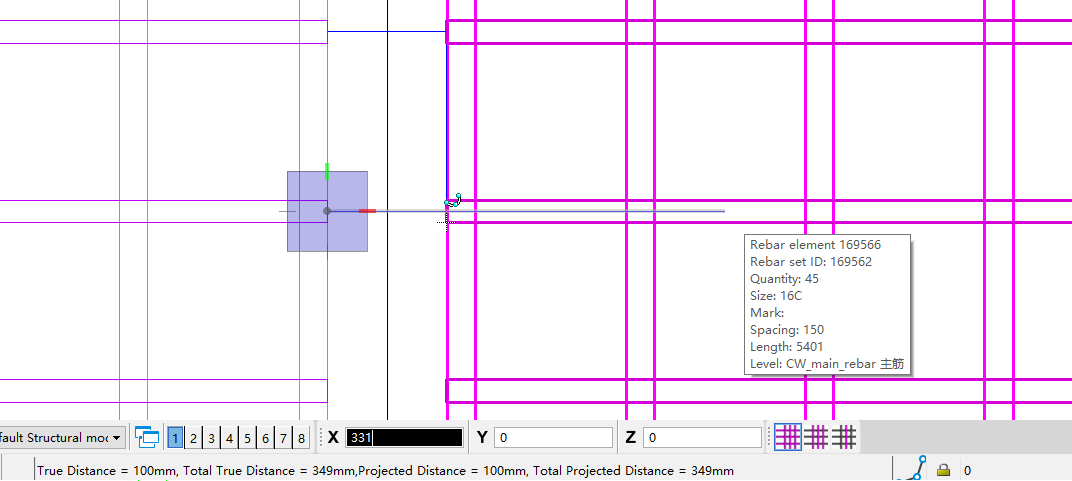 Rebar element 169566
Rebar set ID: 169562
Quantity: 45
Size: 16C
Mark:
Spacing: 150
Length: 5401
Level: CW_main_rebar 主筋
fault Structural moc 1 2 3 4 5 6 7 8 X 331 Y 0 Z 0
True Distance = 100mm, Total True Distance = 349mm,Projected Distance = 100mm, Total Projected Distance = 349mm 0